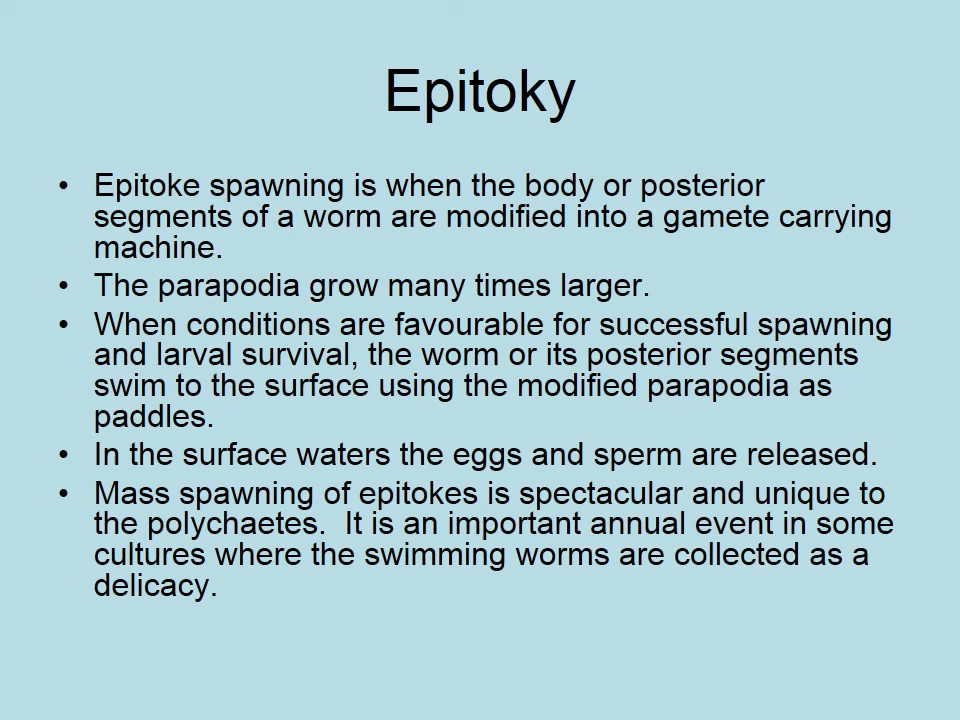 Epitoky
• Epitoke spawning is when the body or posterior
segments of a worm are modified into a gamete carrying
machine.
• The parapodia grow many times larger.
• When conditions are favourable for successful spawning
and larval survival, the worm or its posterior segments
swim to the surface using the modified parapodia as
paddles.
• In the surface waters the eggs and sperm are released.
• Mass spawning of epitokes is spectacular and unique to
the polychaetes.  It is an important annual event in some
cultures where the swimming worms are collected as a
delicacy.